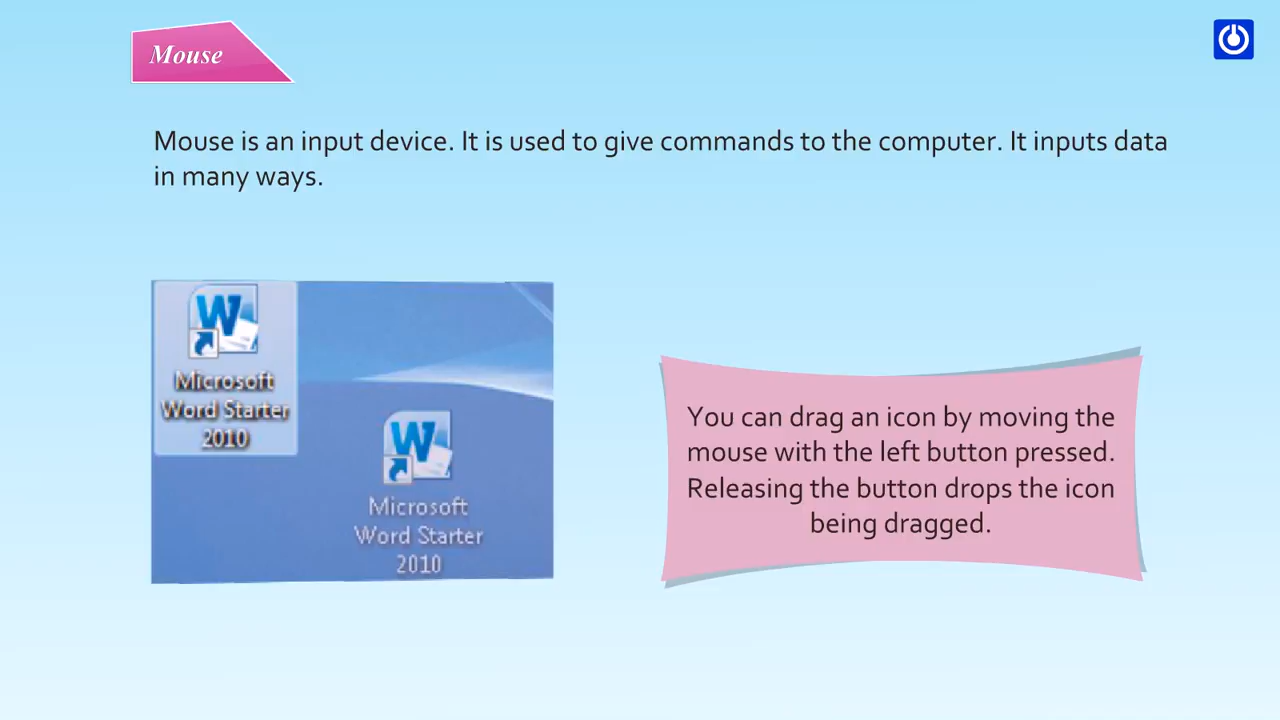 Mouse
Mouse is an input device. It is used to give commands to the computer. It inputs data
in many ways.
W
Microsoft
Word Starter
2010
W
Microsoft
Word Starter
2010
You can drag an icon by moving the
mouse with the left button pressed.
Releasing the button drops the icon
being dragged.